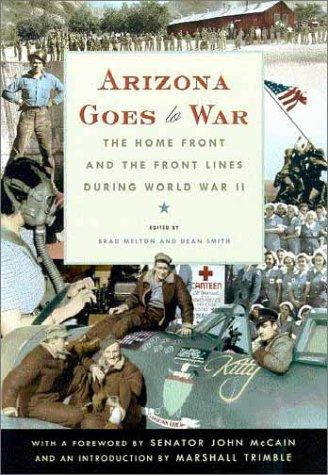 ARIZONA
GOES to WAR
THE HOME FRONT
AND THE FRONT LINES
DURING WORLD WAR II
EDITED BY
BRAD MELTON AND DEAN SMITH
CANTEEN
Kitty
WITH A FOREWORD BY SENATOR JOHN McCAIN
AND AN INTRODUCTION BY MARSHALL TRIMBLE